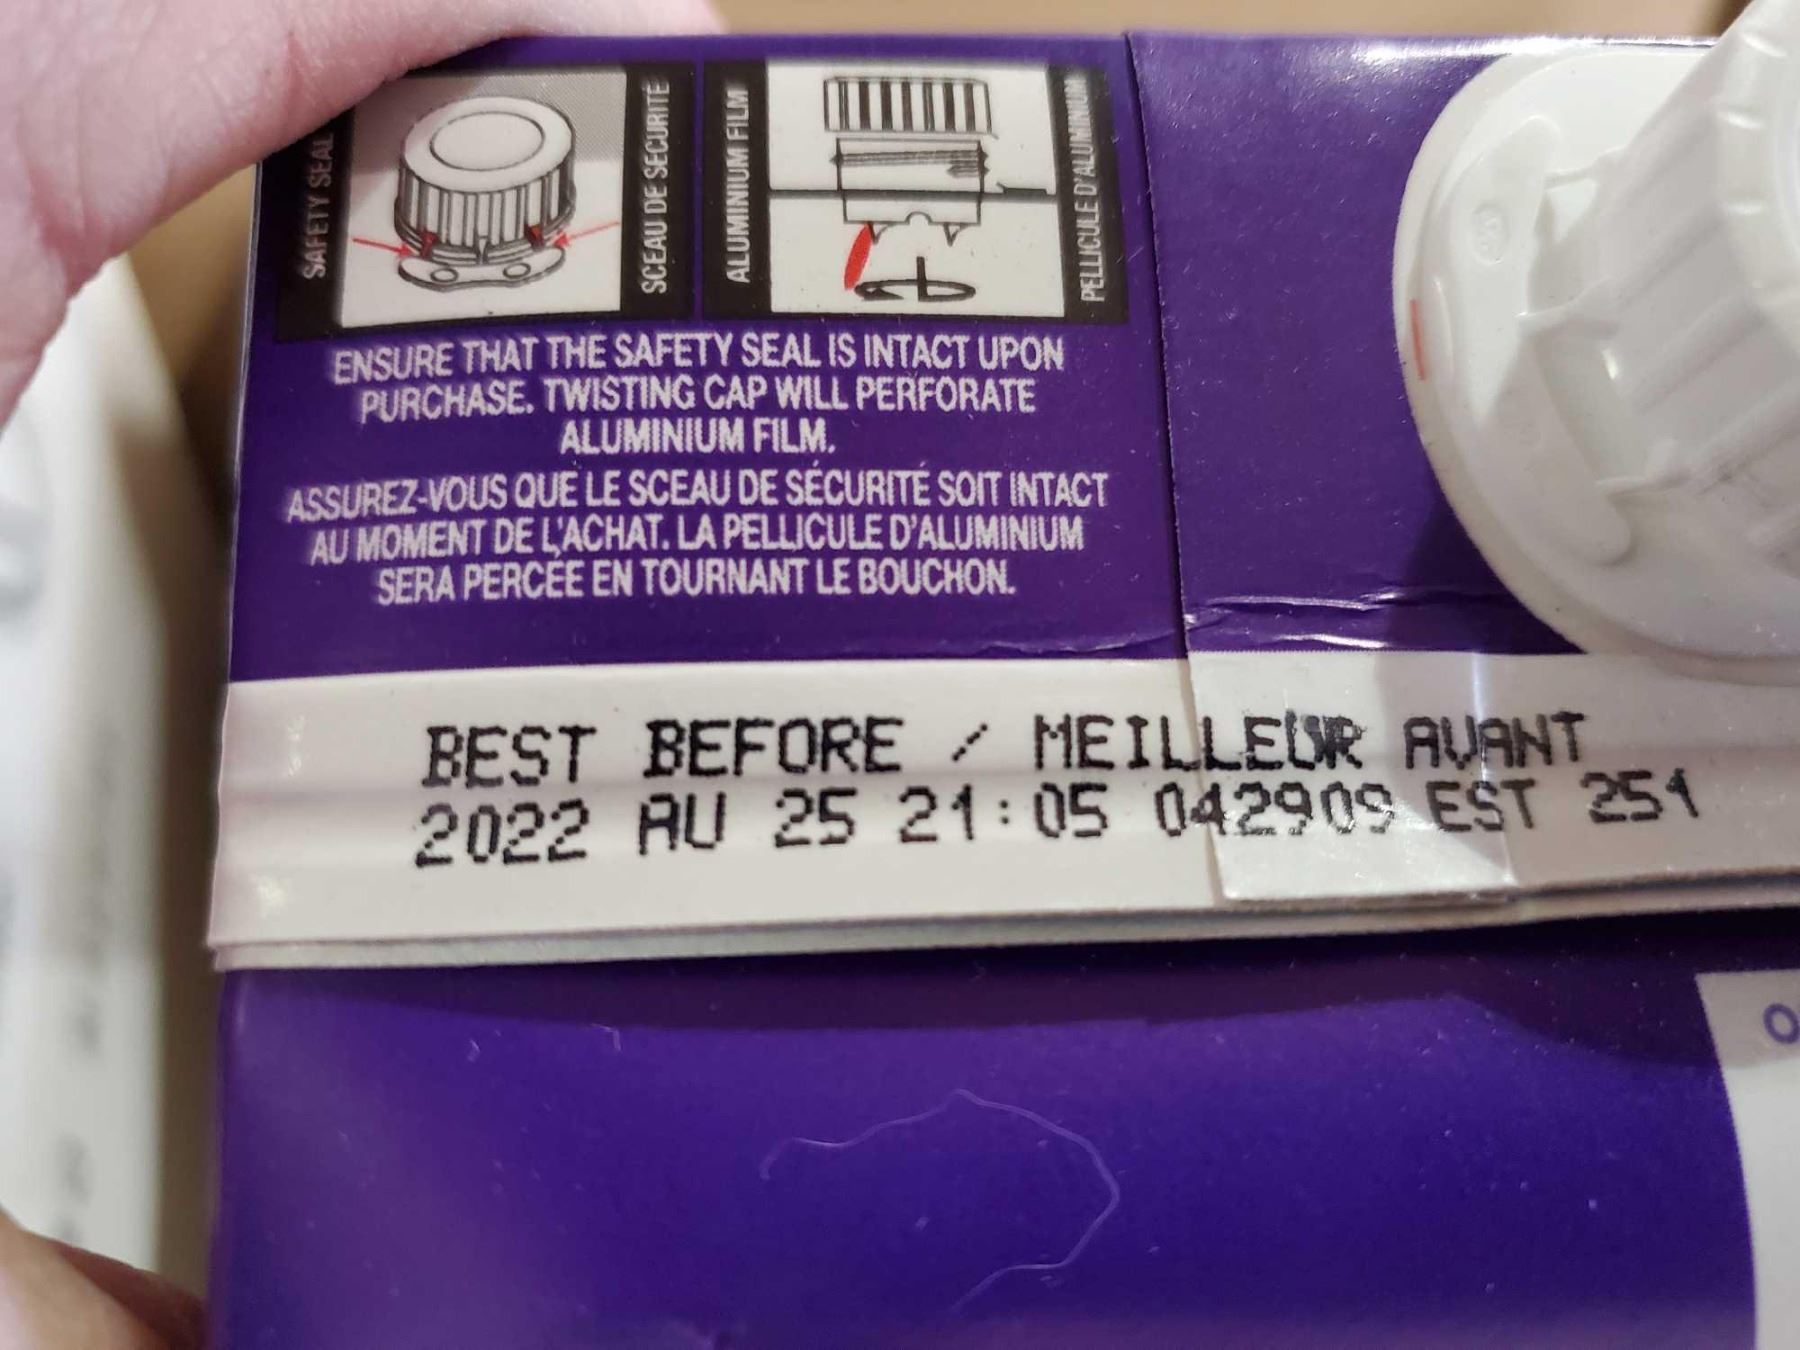 SAFETY SEAL
SCEAU DE SÉCURITÉ
ALUMINIUM FILM
PELLICULE D'ALUMINIUM
ENSURE THAT THE SAFETY SEAL IS INTACT UPON
PURCHASE. TWISTING CAP WILL PERFORATE
ALUMINIUM FILM.
ASSUREZ-VOUS QUE LE SCEAU DE SÉCURITÉ SOIT INTACT
AU MOMENT DE L'ACHAT. LA PELLICULE D'ALUMINIUM
SERA PERCÉE EN TOURNANT LE BOUCHON.
BEST BEFORE / MEILLEUR AVANT
2022 AU 25 21:05 042909 EST 251